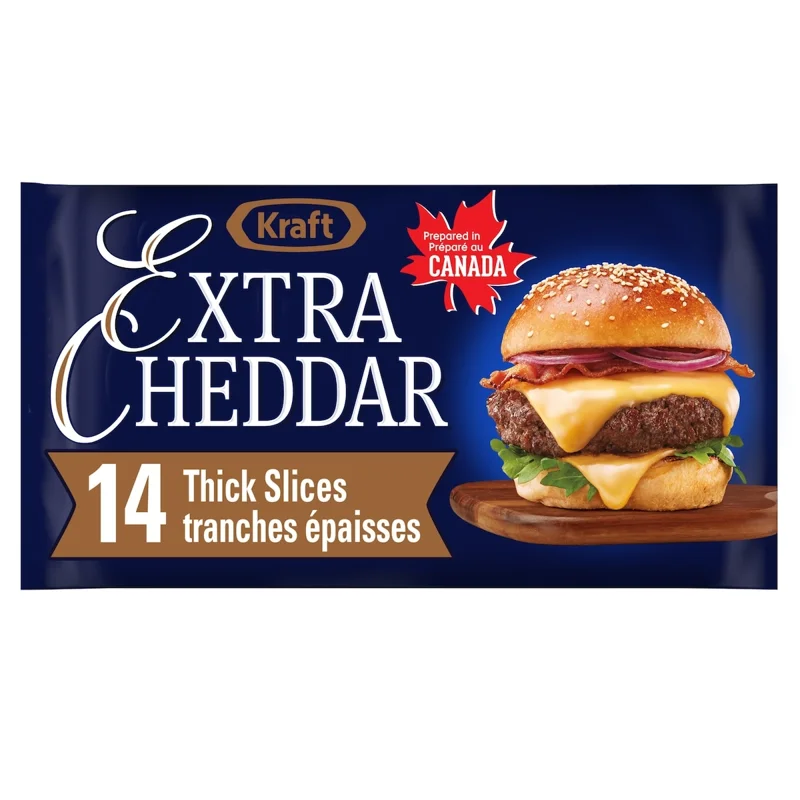 Kraft
EXTRA
CHEDDAR
Prepared in
Préparé au
CANADA
14 Thick Slices
tranches épaisses